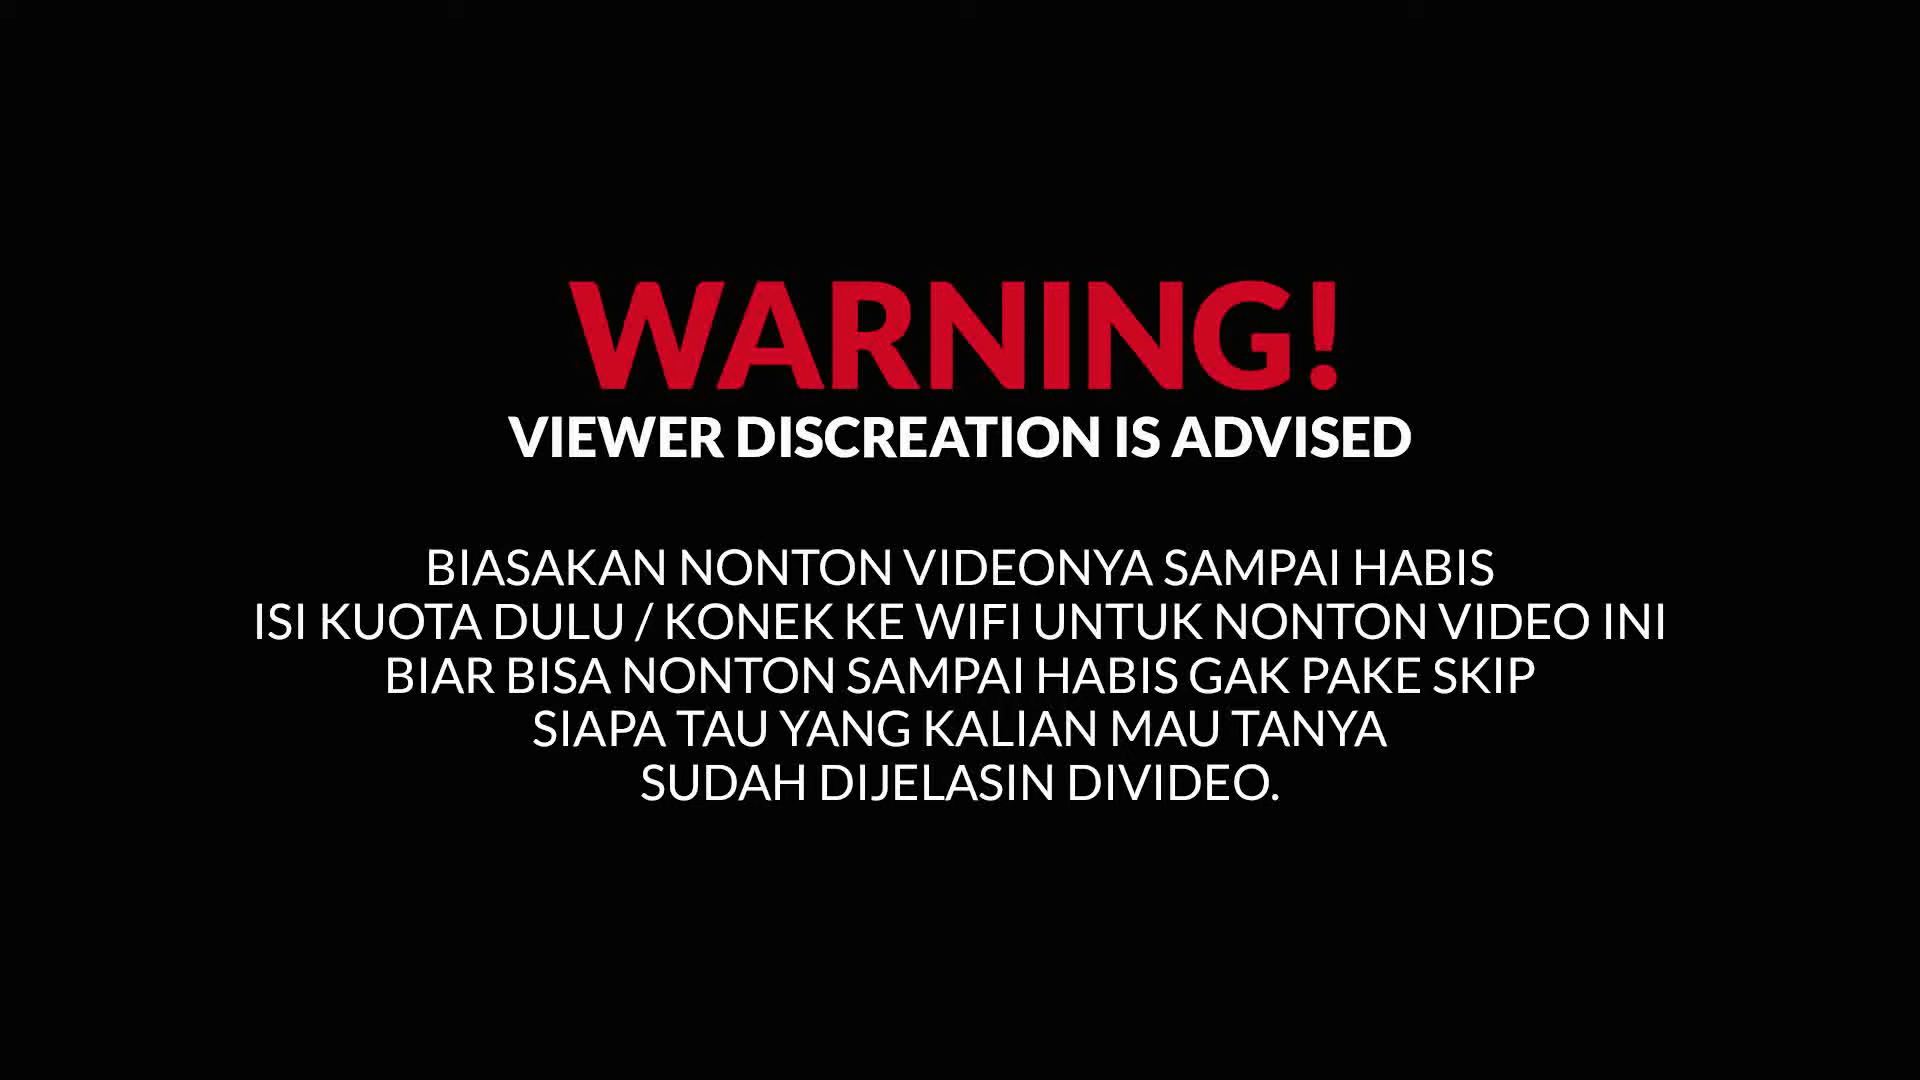 WARNING!
VIEWER DISCREATION IS ADVISED
BIASAKAN NONTON VIDEONYA SAMPAI HABIS
ISI KUOTA DULU / KONEK KE WIFI UNTUK NONTON VIDEO INI
BIAR BISA NONTON SAMPAI HABIS GAK PAKE SKIP
SIAPA TAU YANG KALIAN MAU TANYA
SUDAH DIJELASIN DIVIDEO.